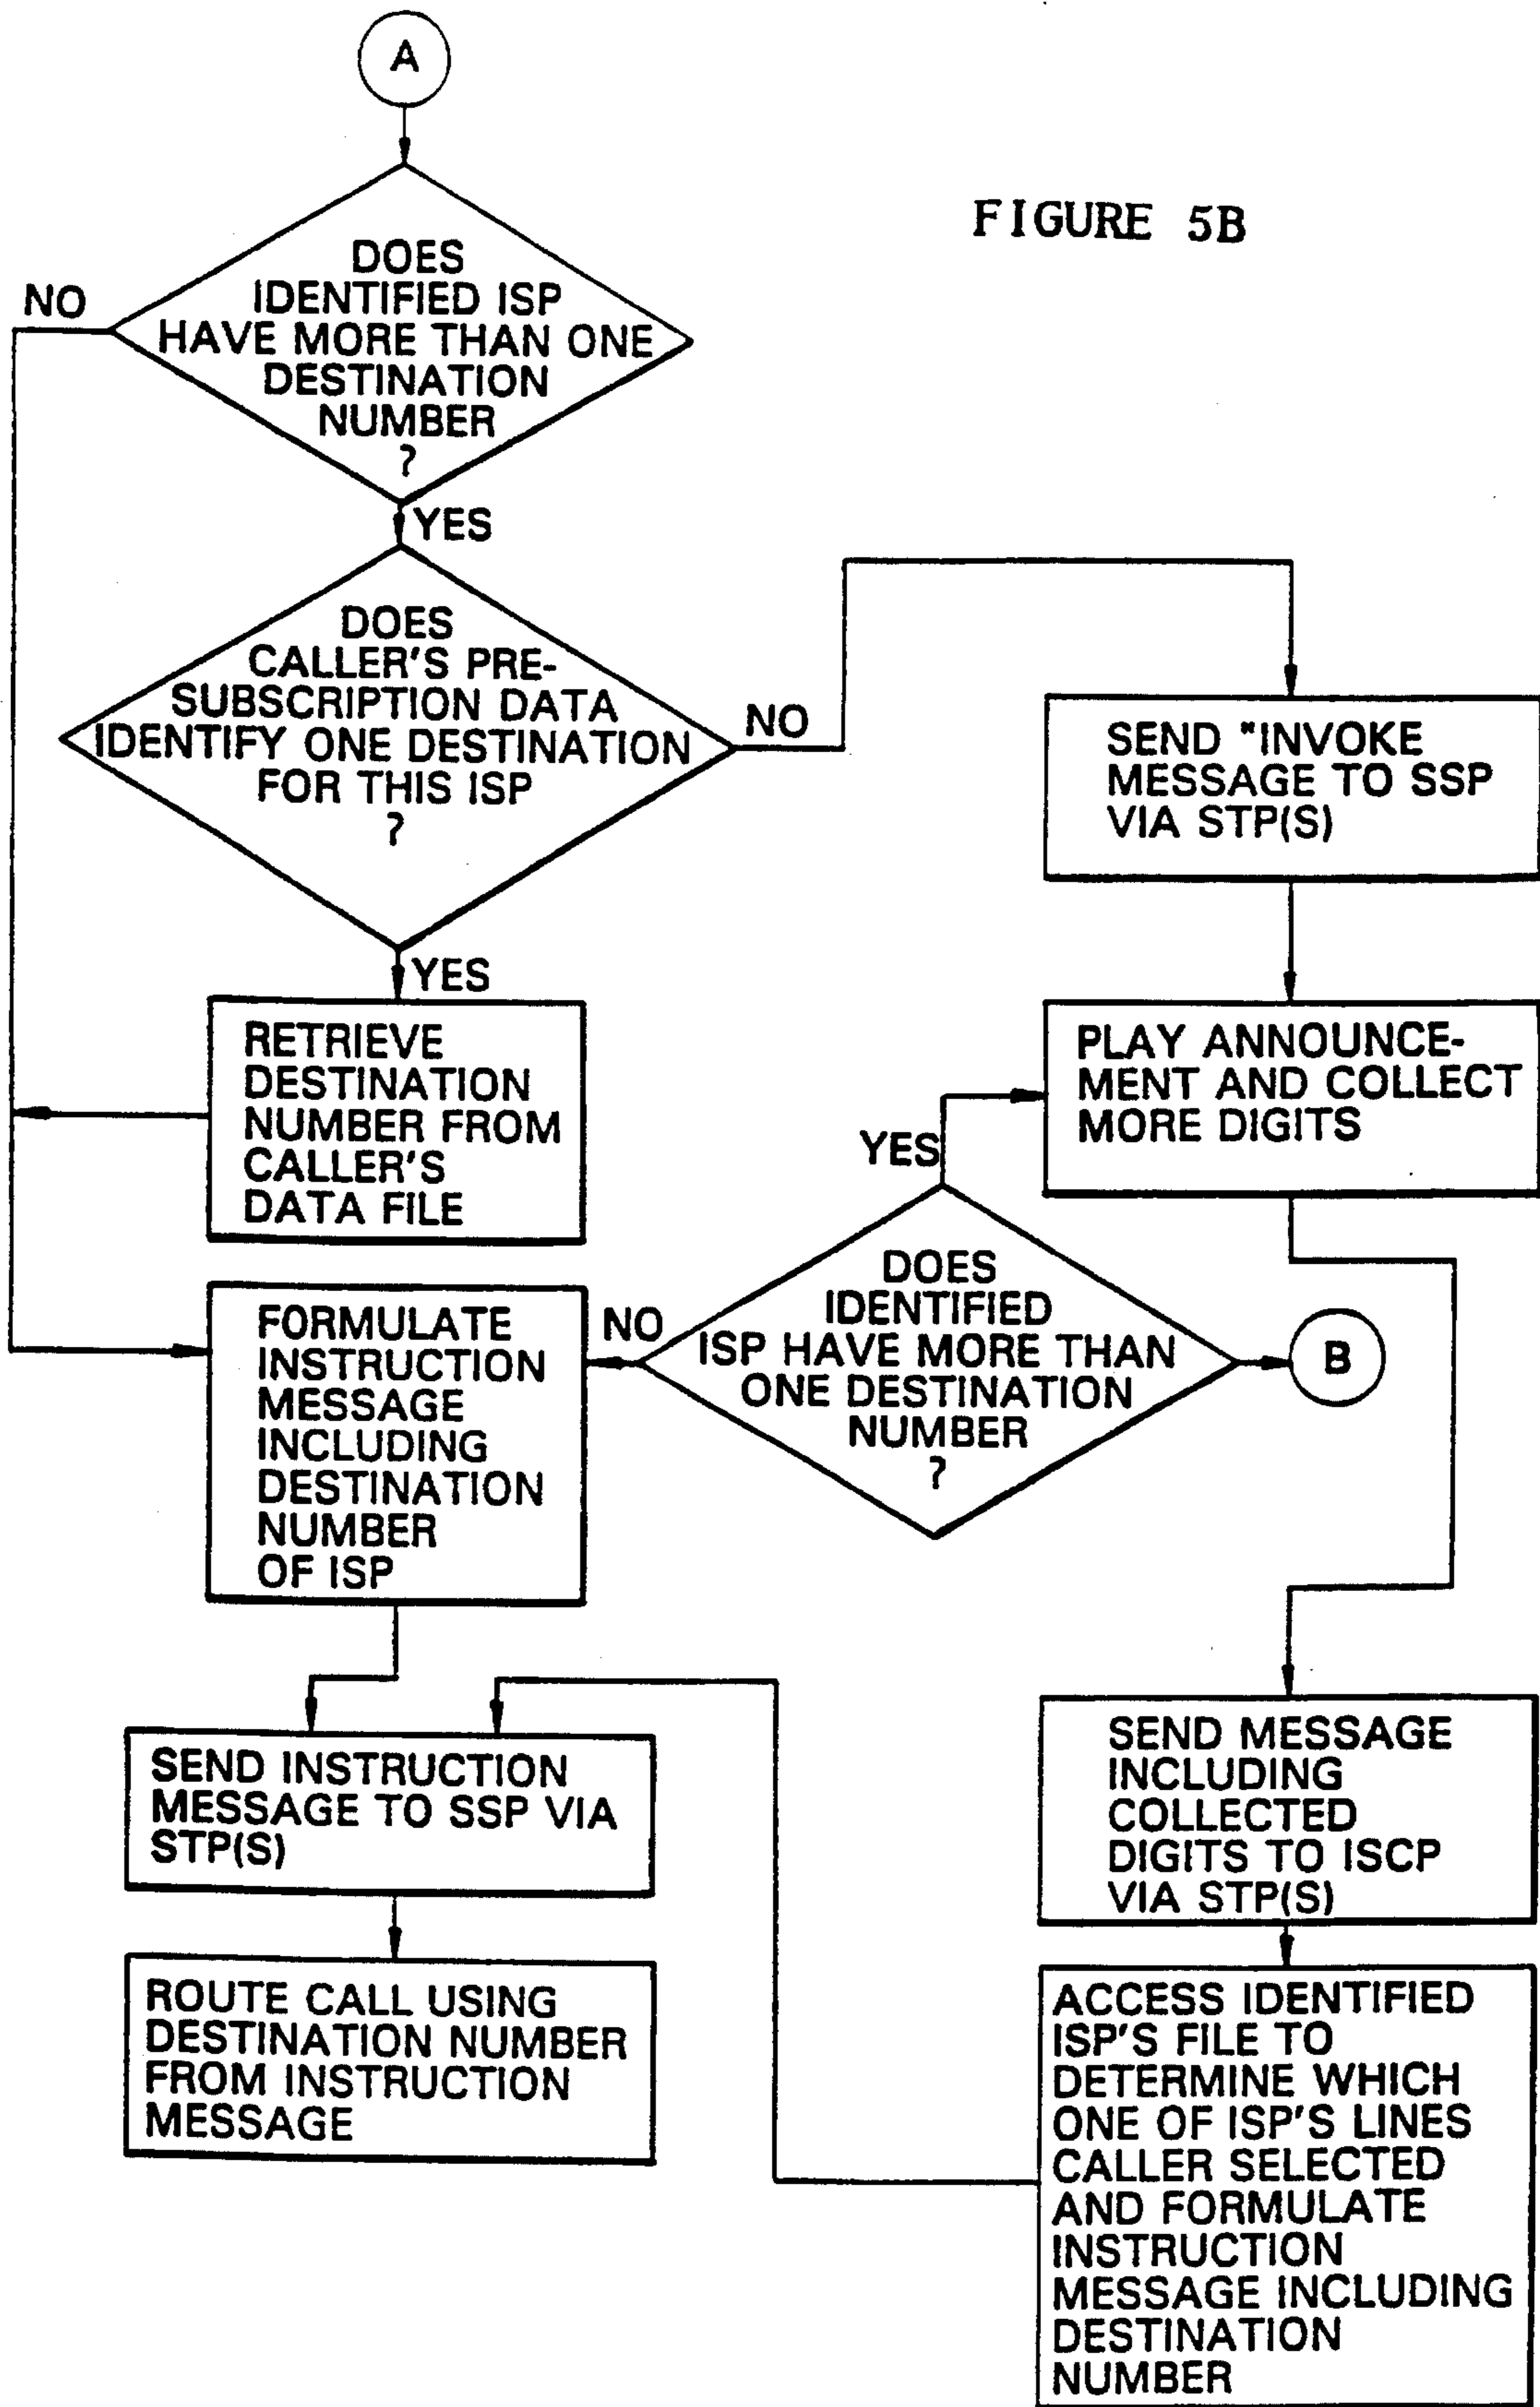 A
FIGURE 5B
DOES
IDENTIFIED ISP
HAVE MORE THAN ONE
DESTINATION
NUMBER
?
NO
YES
DOES
CALLER'S PRE-
SUBSCRIPTION DATA
IDENTIFY ONE DESTINATION
FOR THIS ISP
?
NO
YES
SEND "INVOKE
MESSAGE TO SSP
VIA STP(S)
RETRIEVE
DESTINATION
NUMBER FROM
CALLER'S
DATA FILE
PLAY ANNOUNCE-
MENT AND COLLECT
MORE DIGITS
YES
DOES
IDENTIFIED
ISP HAVE MORE THAN
ONE DESTINATION
NUMBER
?
NO
B
FORMULATE
INSTRUCTION
MESSAGE
INCLUDING
DESTINATION
NUMBER
OF ISP
SEND INSTRUCTION
MESSAGE TO SSP VIA
STP(S)
SEND MESSAGE
INCLUDING
COLLECTED
DIGITS TO ISCP
VIA STP(S)
ROUTE CALL USING
DESTINATION NUMBER
FROM INSTRUCTION
MESSAGE
ACCESS IDENTIFIED
ISP'S FILE TO
DETERMINE WHICH
ONE OF ISP'S LINES
CALLER SELECTED
AND FORMULATE
INSTRUCTION
MESSAGE INCLUDING
DESTINATION
NUMBER